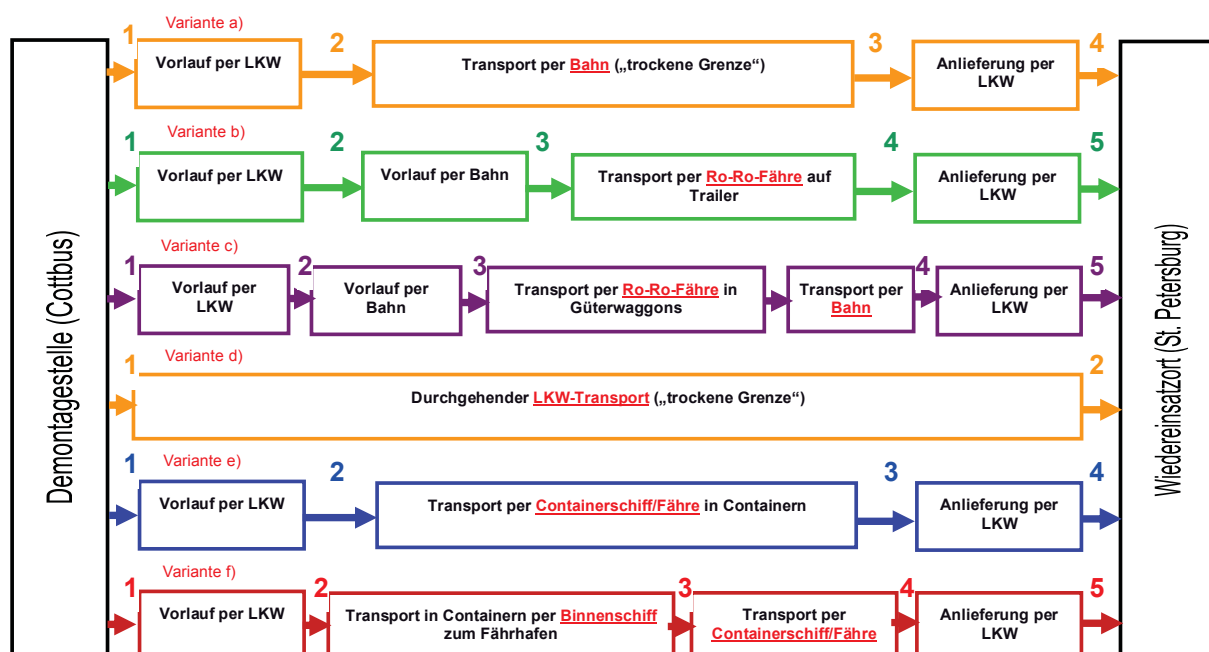 Variante a)
1
2
3
4
Vorlauf per LKW
Transport per Bahn („trockene Grenze“)
Anlieferung per
LKW
Variante b)
1
2
3
4
5
Vorlauf per LKW
Vorlauf per Bahn
Transport per Ro-Ro-Fähre auf
Trailer
Anlieferung per
LKW
Variante c)
1
2
3
4
5
Vorlauf per
LKW
Vorlauf per
Bahn
Transport per Ro-Ro-Fähre in
Güterwaggons
Transport per
Bahn
Anlieferung per
LKW
Variante d)
1
2
Durchgehender LKW-Transport („trockene Grenze“)
Variante e)
1
2
3
4
Vorlauf per LKW
Transport per Containerschiff/Fähre in Containern
Anlieferung per
LKW
Variante f)
1
2
3
4
5
Vorlauf per LKW
Transport in Containern per Binnenschiff
zum Fährhafen
Transport per
Containerschiff/Fähre
Anlieferung per
LKW
Demontagestelle (Cottbus)
Wiedereinsatzort (St. Petersburg)